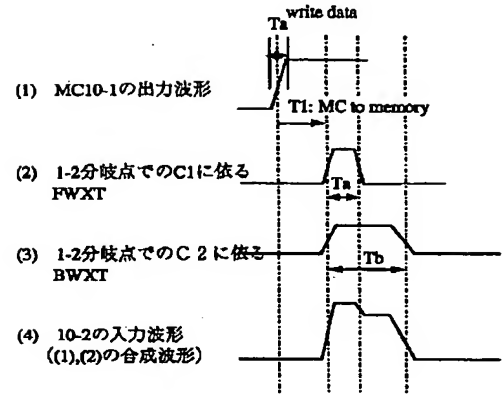 write data
Ta
(1) MC10-1の出力波形
T1: MC to memory
(2) 1-2分岐点でのC1に依る
FWXT
Ta
(3) 1-2分岐点でのC 2 に依る
BWXT
Tb
(4) 10-2の入力波形
((1),(2)の合成波形)